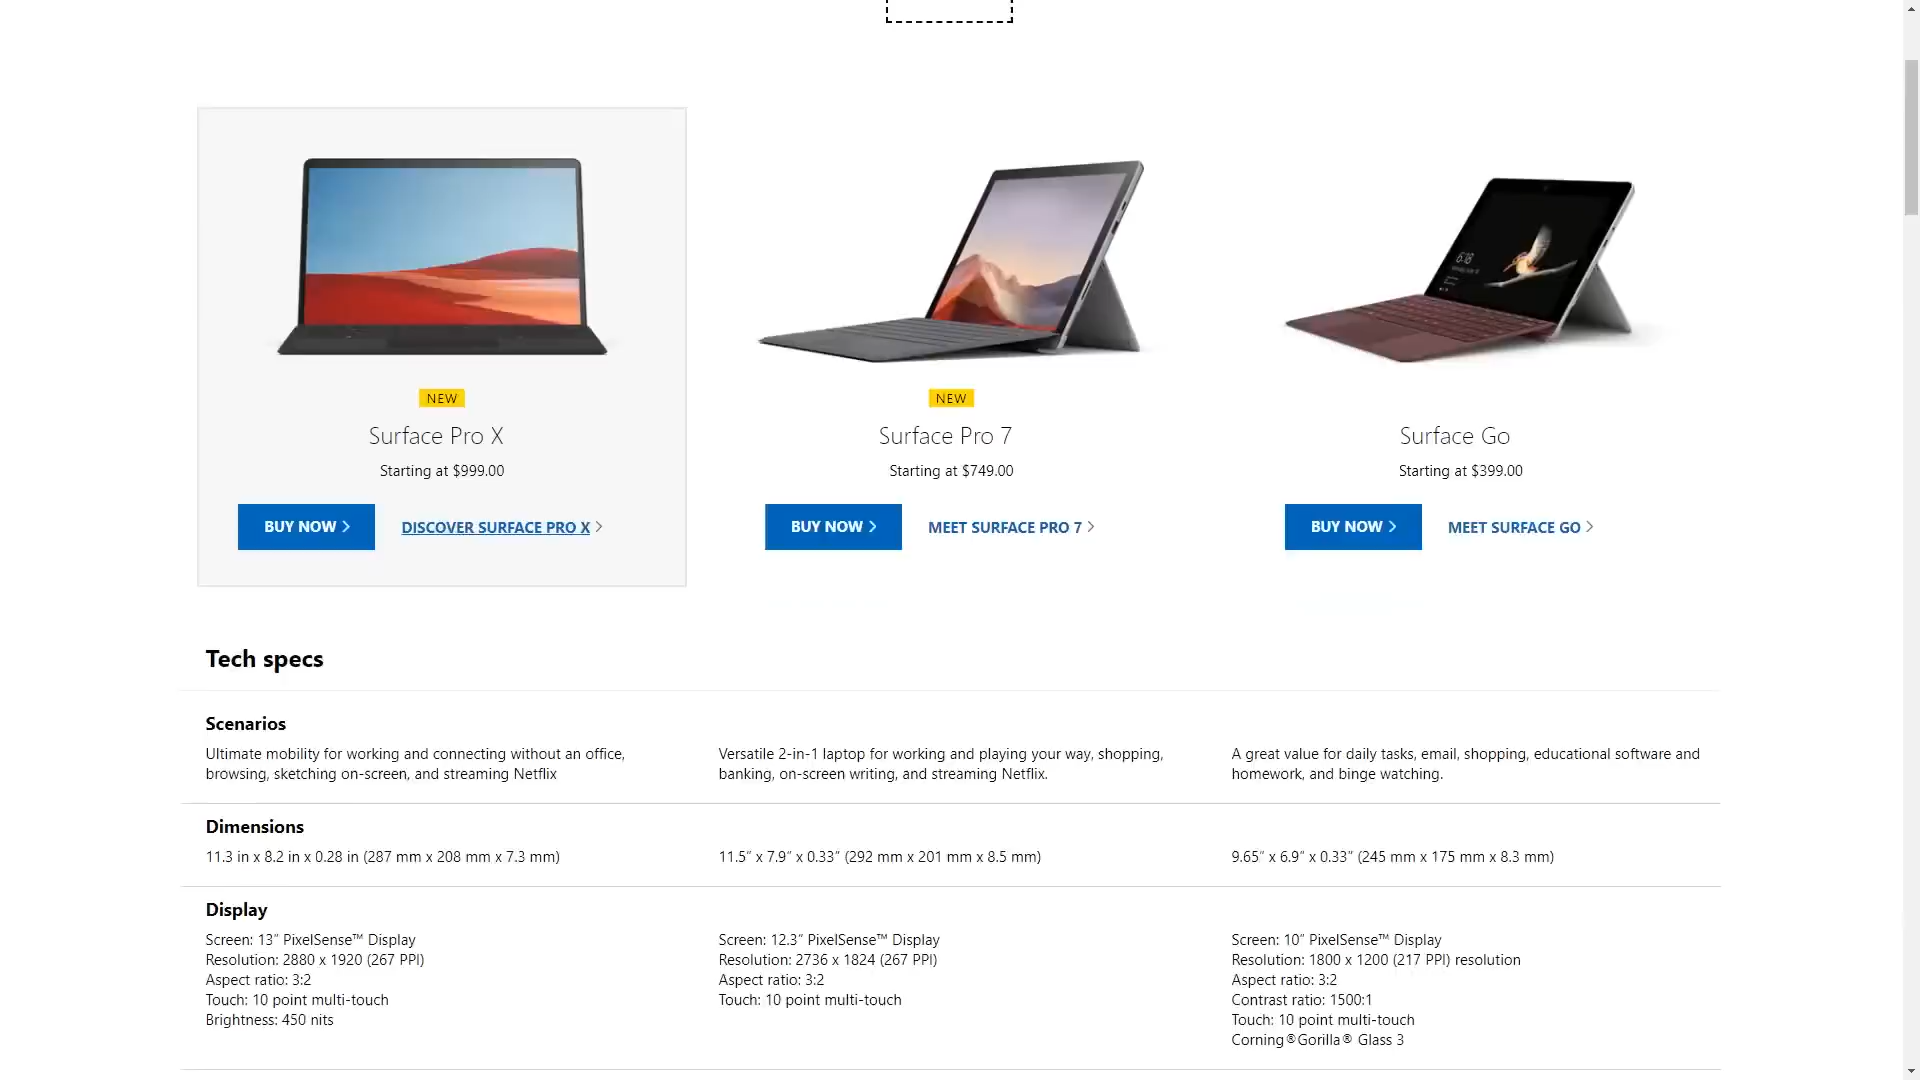 NEW
Surface Pro X
Starting at $999.00
BUY NOW
DISCOVER SURFACE PRO X
NEW
Surface Pro 7
Starting at $749.00
BUY NOW
MEET SURFACE PRO 7
6:18
Surface Go
Starting at $399.00
BUY NOW
MEET SURFACE GO
Tech specs
Scenarios
Ultimate mobility for working and connecting without an office,
browsing, sketching on-screen, and streaming Netflix
Versatile 2-in-1 laptop for working and playing your way, shopping,
banking, on-screen writing, and streaming Netflix.
A great value for daily tasks, email, shopping, educational software and
homework, and binge watching.
Dimensions
11.3 in x 8.2 in x 0.28 in (287 mm x 208 mm x 7.3 mm)
11.5” x 7.9” x 0.33” (292 mm x 201 mm x 8.5 mm)
9.65” x 6.9” x 0.33” (245 mm x 175 mm x 8.3 mm)
Display
Screen: 13” PixelSense™ Display
Resolution: 2880 x 1920 (267 PPI)
Aspect ratio: 3:2
Touch: 10 point multi-touch
Brightness: 450 nits
Screen: 12.3” PixelSense™ Display
Resolution: 2736 x 1824 (267 PPI)
Aspect ratio: 3:2
Touch: 10 point multi-touch
Screen: 10” PixelSense™ Display
Resolution: 1800 x 1200 (217 PPI) resolution
Aspect ratio: 3:2
Contrast ratio: 1500:1
Touch: 10 point multi-touch
Corning®Gorilla® Glass 3